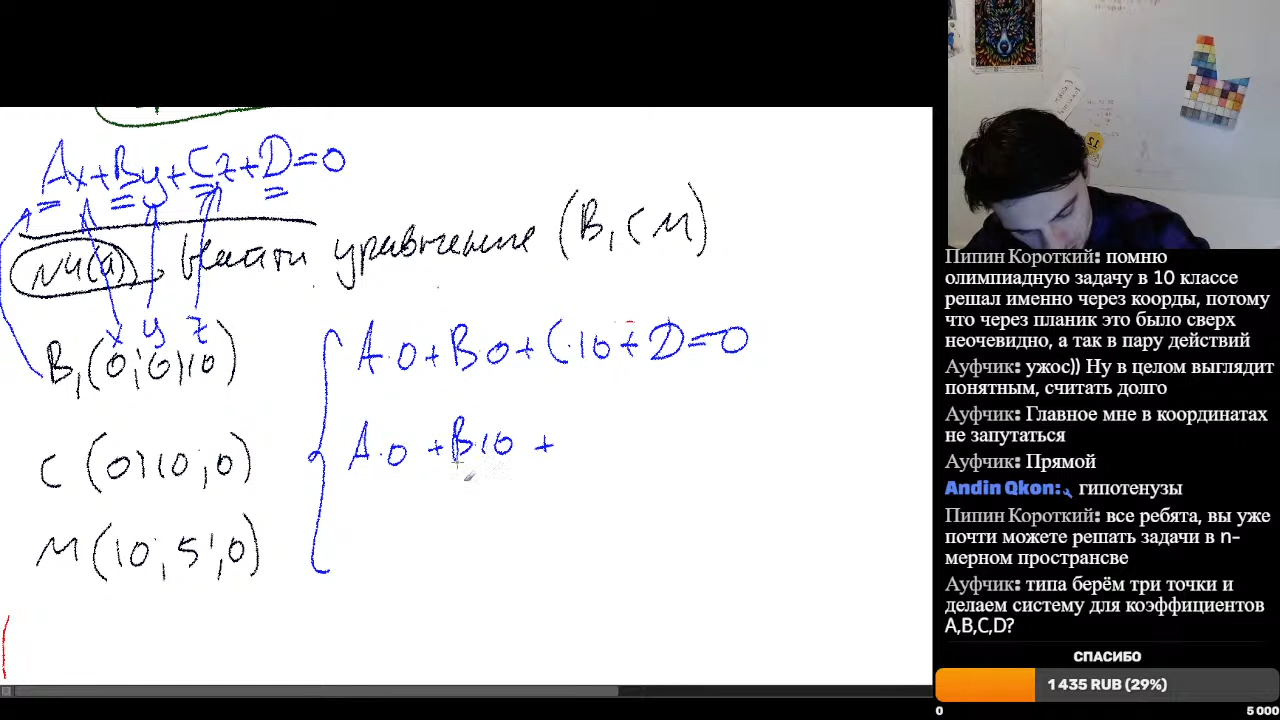 Ax+By+Cz+D=0
№4(а). Найти уравнение (B₁CM)
x y z
B₁(0;0;10)
A·0+B·0+C·10+D=0
A·0+B·10+
C(0;10;0)
M(10;5;0)
Пипин Короткий: помню
олимпиадную задачу в 10 классе
решал именно через коорды, потому
что через планик это было сверх
неочевидно, а так в пару действий
Ауфчик: ужос)) Ну в целом выглядит
понятным, считать долго
Ауфчик: Главное мне в координатах
не запутаться
Ауфчик: Прямой
Andin Qkon: гипотенузы
Пипин Короткий: все ребята, вы уже
почти можете решать задачи в n-
мерном пространсве
Ауфчик: типа берём три точки и
делаем систему для коэффициентов
A,B,C,D?
СПАСИБО
1 435 RUB (29%)
0 5 000